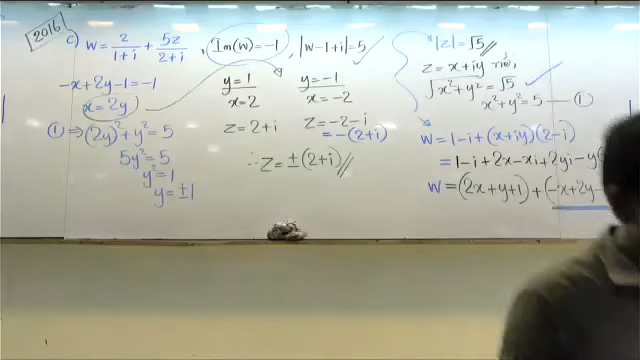 2016
c) w = 2/(1+i) + 5z/(2+i), Im(w) = -1, |w-1+i| = 5 ✓
-x+2y-1 = -1
x = 2y
① ⇒ (2y)² + y² = 5
5y² = 5
y² = 1
y = ±1
y = 1
x = 2
z = 2+i
y = -1
x = -2
z = -2-i
= -(2+i)
∴ z = ±(2+i)//
|z| = √5 //
z = x+iy
√(x²+y²) = √5 ✓
x²+y² = 5 — ①
w = 1-i+(x+iy)(2-i)
= 1-i+2x-xi+2yi-y(
w = (2x+y+1) + (-x+2y-